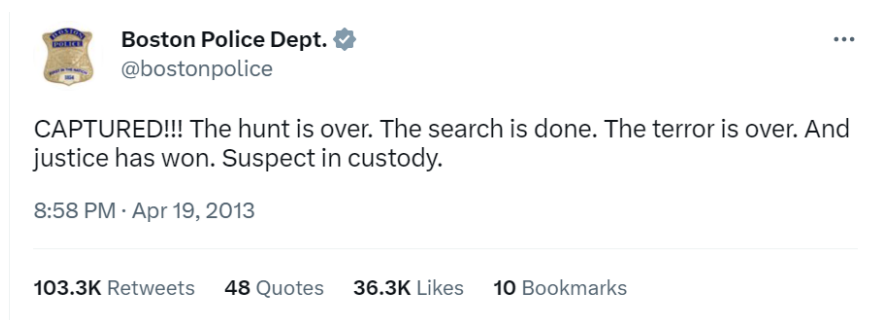 BOSTON
POLICE
Boston Police Dept.
@bostonpolice
CAPTURED!!! The hunt is over. The search is done. The terror is over. And
justice has won. Suspect in custody.
8:58 PM · Apr 19, 2013
103.3K Retweets 48 Quotes 36.3K Likes 10 Bookmarks